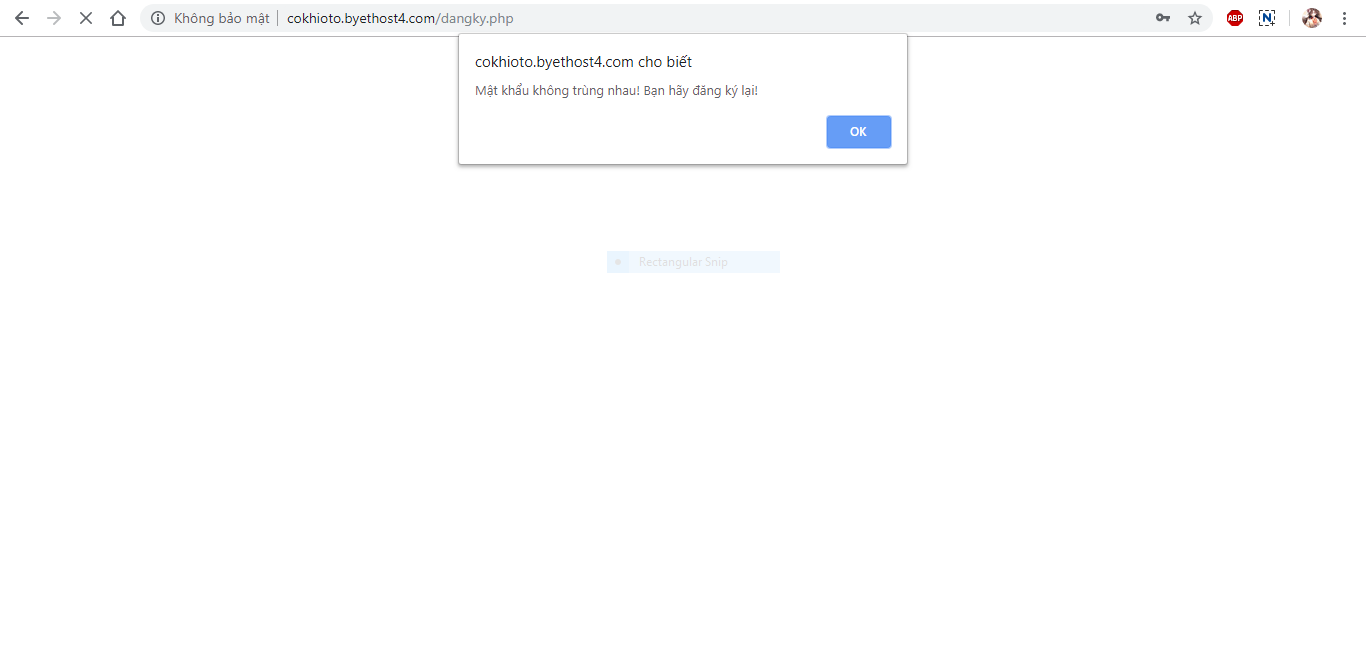 Không bảo mật cokhioto.byethost4.com/dangky.php
ABP
N
cokhioto.byethost4.com cho biết
Mật khẩu không trùng nhau! Bạn hãy đăng ký lại!
OK
Rectangular Snip